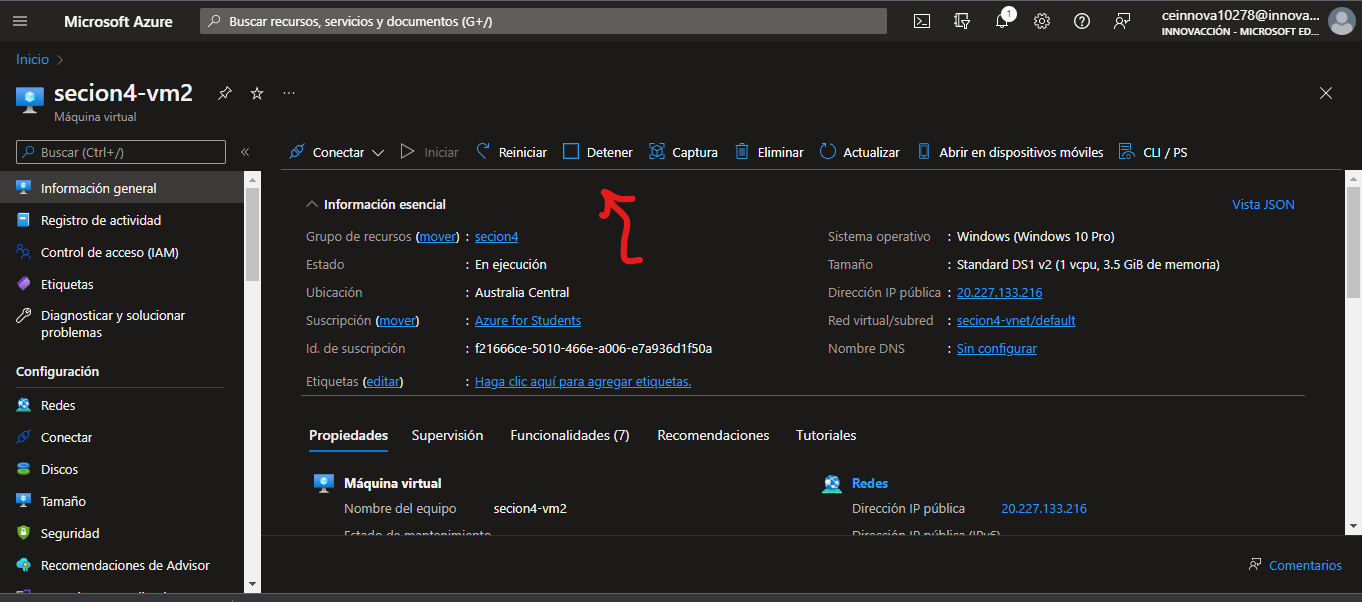 Microsoft Azure
Buscar recursos, servicios y documentos (G+/)
1
ceinnova10278@innova...
INNOVACCIÓN - MICROSOFT ED...
Inicio
secion4-vm2
...
Máquina virtual
Buscar (Ctrl+/)
«
Conectar
Iniciar
Reiniciar
Detener
Captura
Eliminar
Actualizar
Abrir en dispositivos móviles
CLI / PS
Información general
Registro de actividad
Control de acceso (IAM)
Etiquetas
Diagnosticar y solucionar
problemas
Configuración
Redes
Conectar
Discos
Tamaño
Seguridad
Recomendaciones de Advisor
Información esencial
Vista JSON
Grupo de recursos (mover) : secion4
Estado : En ejecución
Ubicación : Australia Central
Suscripción (mover) : Azure for Students
Id. de suscripción : f21666ce-5010-466e-a006-e7a936d1f50a
Etiquetas (editar) : Haga clic aquí para agregar etiquetas.
Sistema operativo : Windows (Windows 10 Pro)
Tamaño : Standard DS1 v2 (1 vcpu, 3.5 GiB de memoria)
Dirección IP pública : 20.227.133.216
Red virtual/subred : secion4-vnet/default
Nombre DNS : Sin configurar
Propiedades
Supervisión
Funcionalidades (7)
Recomendaciones
Tutoriales
Máquina virtual
Nombre del equipo secion4-vm2
Estado de mantenimiento
Redes
Dirección IP pública 20.227.133.216
Dirección IP pública (IPv6)
Comentarios